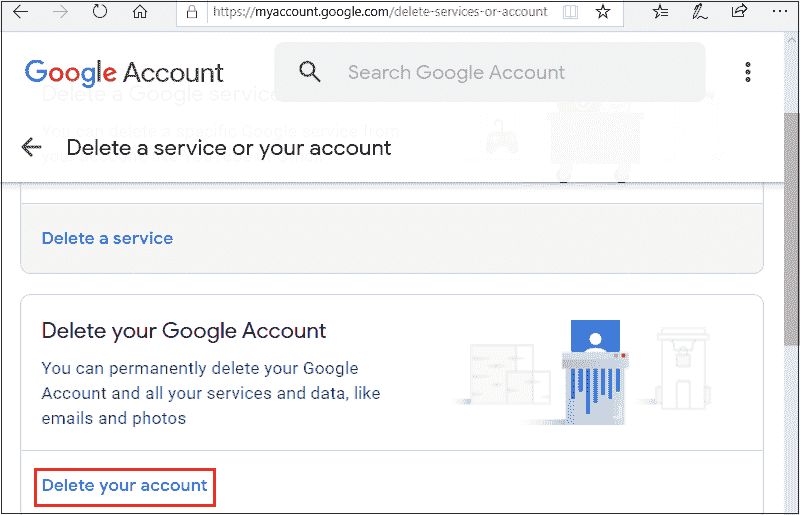 https://myaccount.google.com/delete-services-or-account
Google Account
Search Google Account
Delete a Google service
You can delete a specific Google service from
Delete a service or your account
Delete a service
Delete your Google Account
You can permanently delete your Google
Account and all your services and data, like
emails and photos
Delete your account